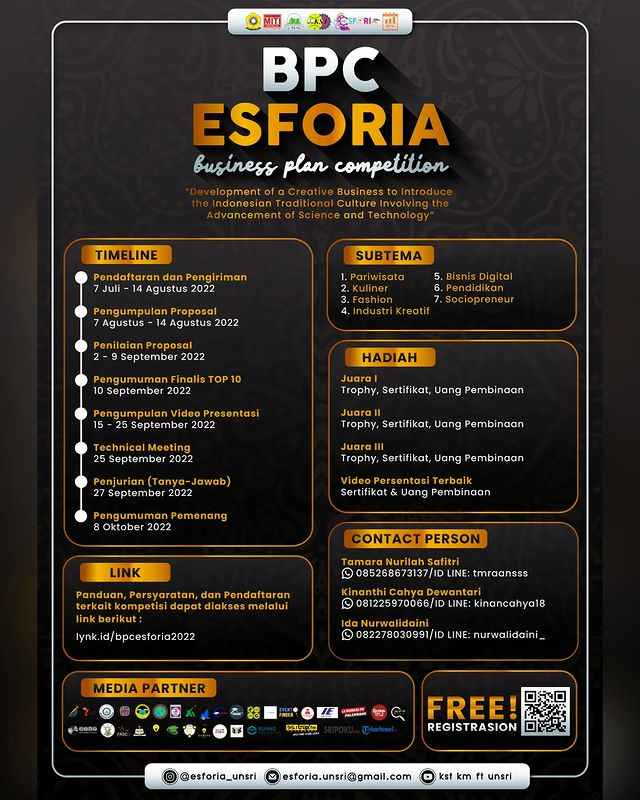 BPC
ESFORIA
business plan competition
"Development of a Creative Business to Introduce
the Indonesian Traditional Culture Involving the
Advancement of Science and Technology"
TIMELINE
Pendaftaran dan Pengiriman
7 Juli - 14 Agustus 2022
Pengumpulan Proposal
7 Agustus - 14 Agustus 2022
Penilaian Proposal
2 - 9 September 2022
Pengumuman Finalis TOP 10
10 September 2022
Pengumpulan Video Presentasi
15 - 25 September 2022
Technical Meeting
25 September 2022
Penjurian (Tanya-Jawab)
27 September 2022
Pengumuman Pemenang
8 Oktober 2022
LINK
Panduan, Persyaratan, dan Pendaftaran
terkait kompetisi dapat diakses melalui
link berikut :
lynk.id/bpcesforia2022
SUBTEMA
1. Pariwisata
2. Kuliner
3. Fashion
4. Industri Kreatif
5. Bisnis Digital
6. Pendidikan
7. Sociopreneur
HADIAH
Juara I
Trophy, Sertifikat, Uang Pembinaan
Juara II
Trophy, Sertifikat, Uang Pembinaan
Juara III
Trophy, Sertifikat, Uang Pembinaan
Video Persentasi Terbaik
Sertifikat & Uang Pembinaan
CONTACT PERSON
Tamara Nurilah Safitri
085268673137/ID LINE: tmraansss
Kinanthi Cahya Dewantari
081225970066/ID LINE: kinancahya18
Ida Nurwalidaini
082278030991/ID LINE: nurwalidaini_
MEDIA PARTNER
EVENT
FINDER
FREE!
REGISTRASION
@esforia_unsri
esforia.unsri@gmail.com
kst km ft unsri